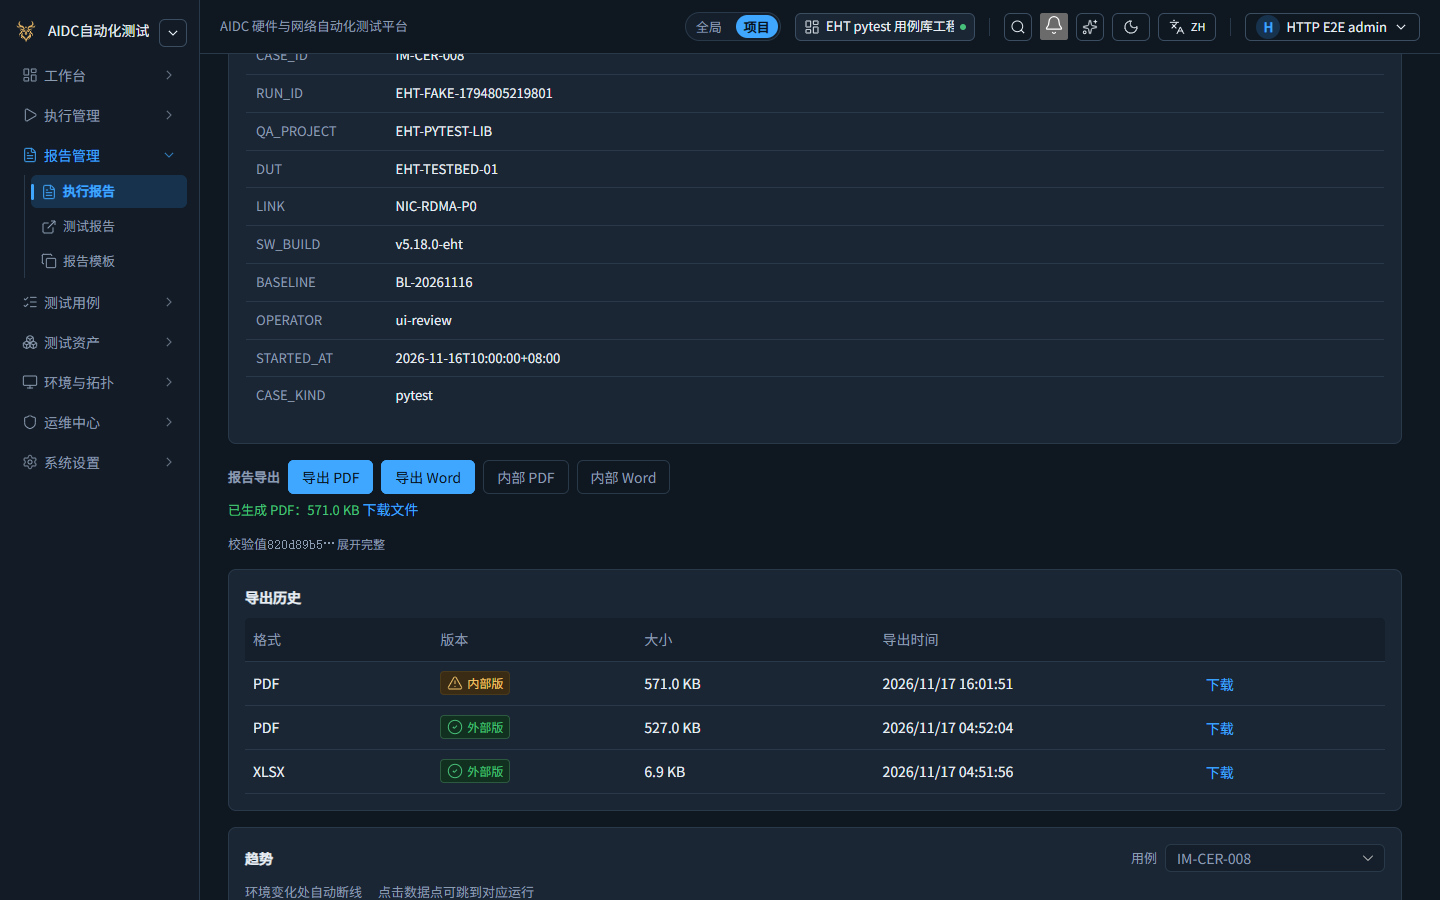 AIDC自动化测试
AIDC 硬件与网络自动化测试平台
全局
项目
EHT pytest 用例库工程
ZH
H
HTTP E2E admin
工作台
执行管理
报告管理
执行报告
测试报告
报告模板
测试用例
测试资产
环境与拓扑
运维中心
系统设置
CASE_ID IM-CER-008
RUN_ID EHT-FAKE-1794805219801
QA_PROJECT EHT-PYTEST-LIB
DUT EHT-TESTBED-01
LINK NIC-RDMA-P0
SW_BUILD v5.18.0-eht
BASELINE BL-20261116
OPERATOR ui-review
STARTED_AT 2026-11-16T10:00:00+08:00
CASE_KIND pytest
报告导出 导出 PDF 导出 Word 内部 PDF 内部 Word
已生成 PDF：571.0 KB 下载文件
校验值820d89b5… 展开完整
导出历史
格式 版本 大小 导出时间
PDF 内部版 571.0 KB 2026/11/17 16:01:51 下载
PDF 外部版 527.0 KB 2026/11/17 04:52:04 下载
XLSX 外部版 6.9 KB 2026/11/17 04:51:56 下载
趋势 用例 IM-CER-008
环境变化处自动断线 点击数据点可跳到对应运行